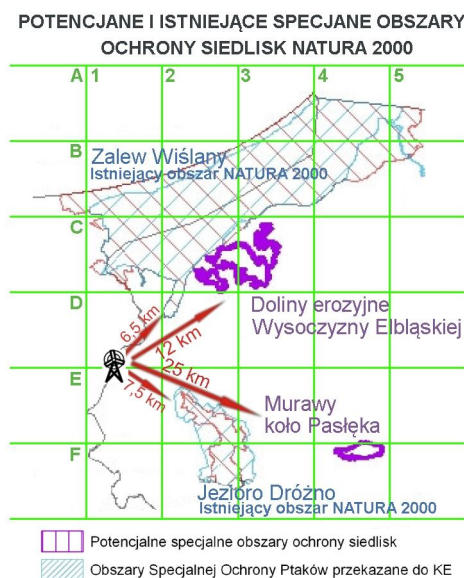 POTENCJANE I ISTNIEJĄCE SPECJANE OBSZARY
OCHRONY SIEDLISK NATURA 2000
A 1 2 3 4 5
B
Zalew Wiślany
Istniejący obszar NATURA 2000
C
D
Doliny erozyjne
Wysoczyzny Elbląskiej
6,5 km
12 km
25 km
7,5 km
E
Murawy
koło Pasłęka
F
Jezioro Dróżno
Istniejący obszar NATURA 2000
Potencjalne specjalne obszary ochrony siedlisk
Obszary Specjalnej Ochrony Ptaków przekazane do KE